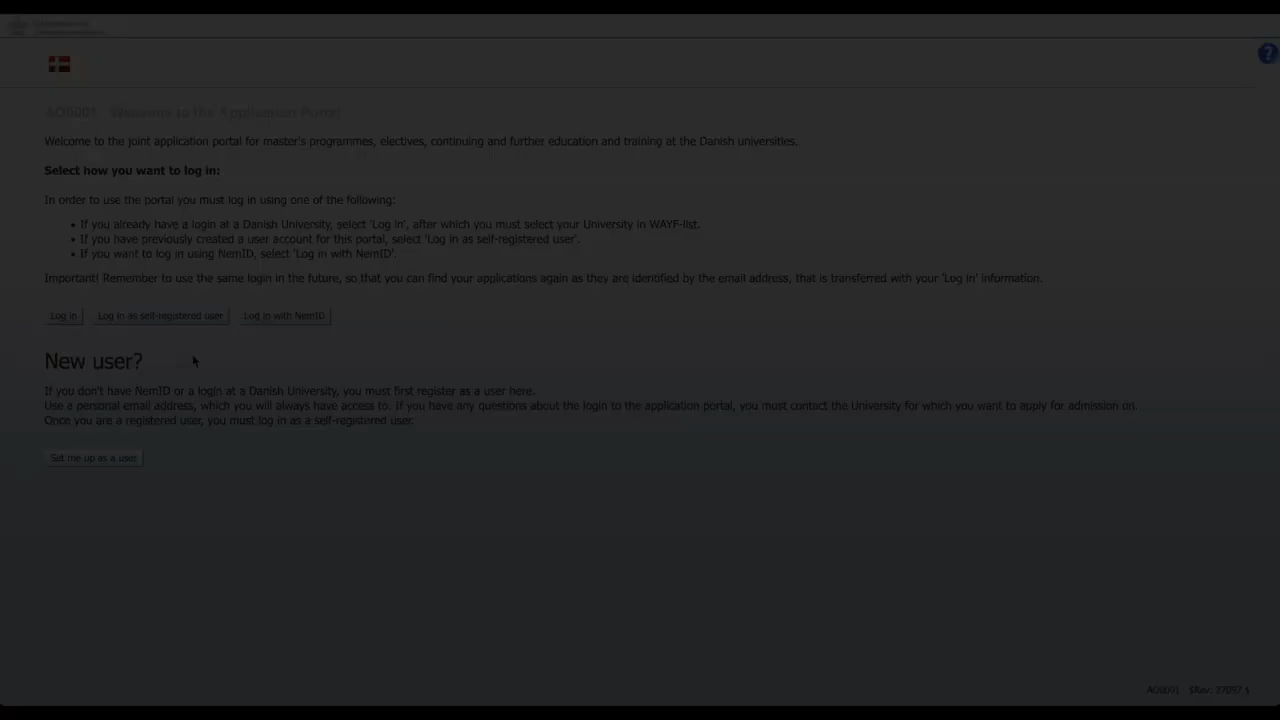 ?
AO0001 Welcome to the Application Portal
Welcome to the joint application portal for master's programmes, electives, continuing and further education and training at the Danish universities.
Select how you want to log in:
In order to use the portal you must log in using one of the following:
• If you already have a login at a Danish University, select 'Log in', after which you must select your University in WAYF-list.
• If you have previously created a user account for this portal, select 'Log in as self-registered user'.
• If you want to log in using NemID, select 'Log in with NemID'.
Important! Remember to use the same login in the future, so that you can find your applications again as they are identified by the email address, that is transferred with your 'Log in' information.
Log in Log in as self-registered user Log in with NemID
New user?
If you don't have NemID or a login at a Danish University, you must first register as a user here.
Use a personal email address, which you will always have access to. If you have any questions about the login to the application portal, you must contact the University for which you want to apply for admission on.
Once you are a registered user, you must log in as a self-registered user.
Set me up as a user
AO0001 $Rev: 27097 $